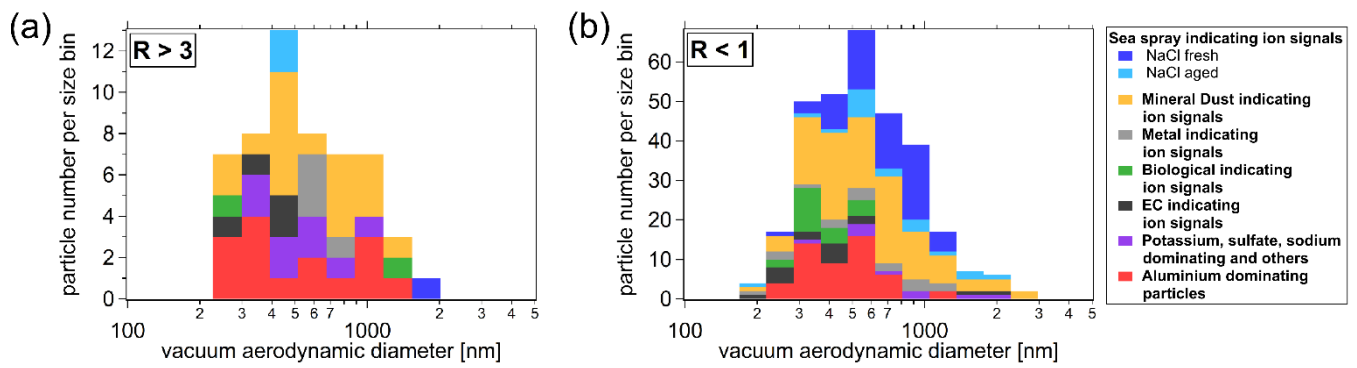 (a)
R > 3
particle number per size bin
12
10
8
6
4
2
0
100
2
3
4
5
6
7
1000
2
3
4
5
vacuum aerodynamic diameter [nm]
(b)
R < 1
particle number per size bin
60
50
40
30
20
10
0
100
2
3
4
5
6
7
1000
2
3
4
5
vacuum aerodynamic diameter [nm]
Sea spray indicating ion signals
NaCl fresh
NaCl aged
Mineral Dust indicating
ion signals
Metal indicating
ion signals
Biological indicating
ion signals
EC indicating
ion signals
Potassium, sulfate, sodium
dominating and others
Aluminium dominating
particles